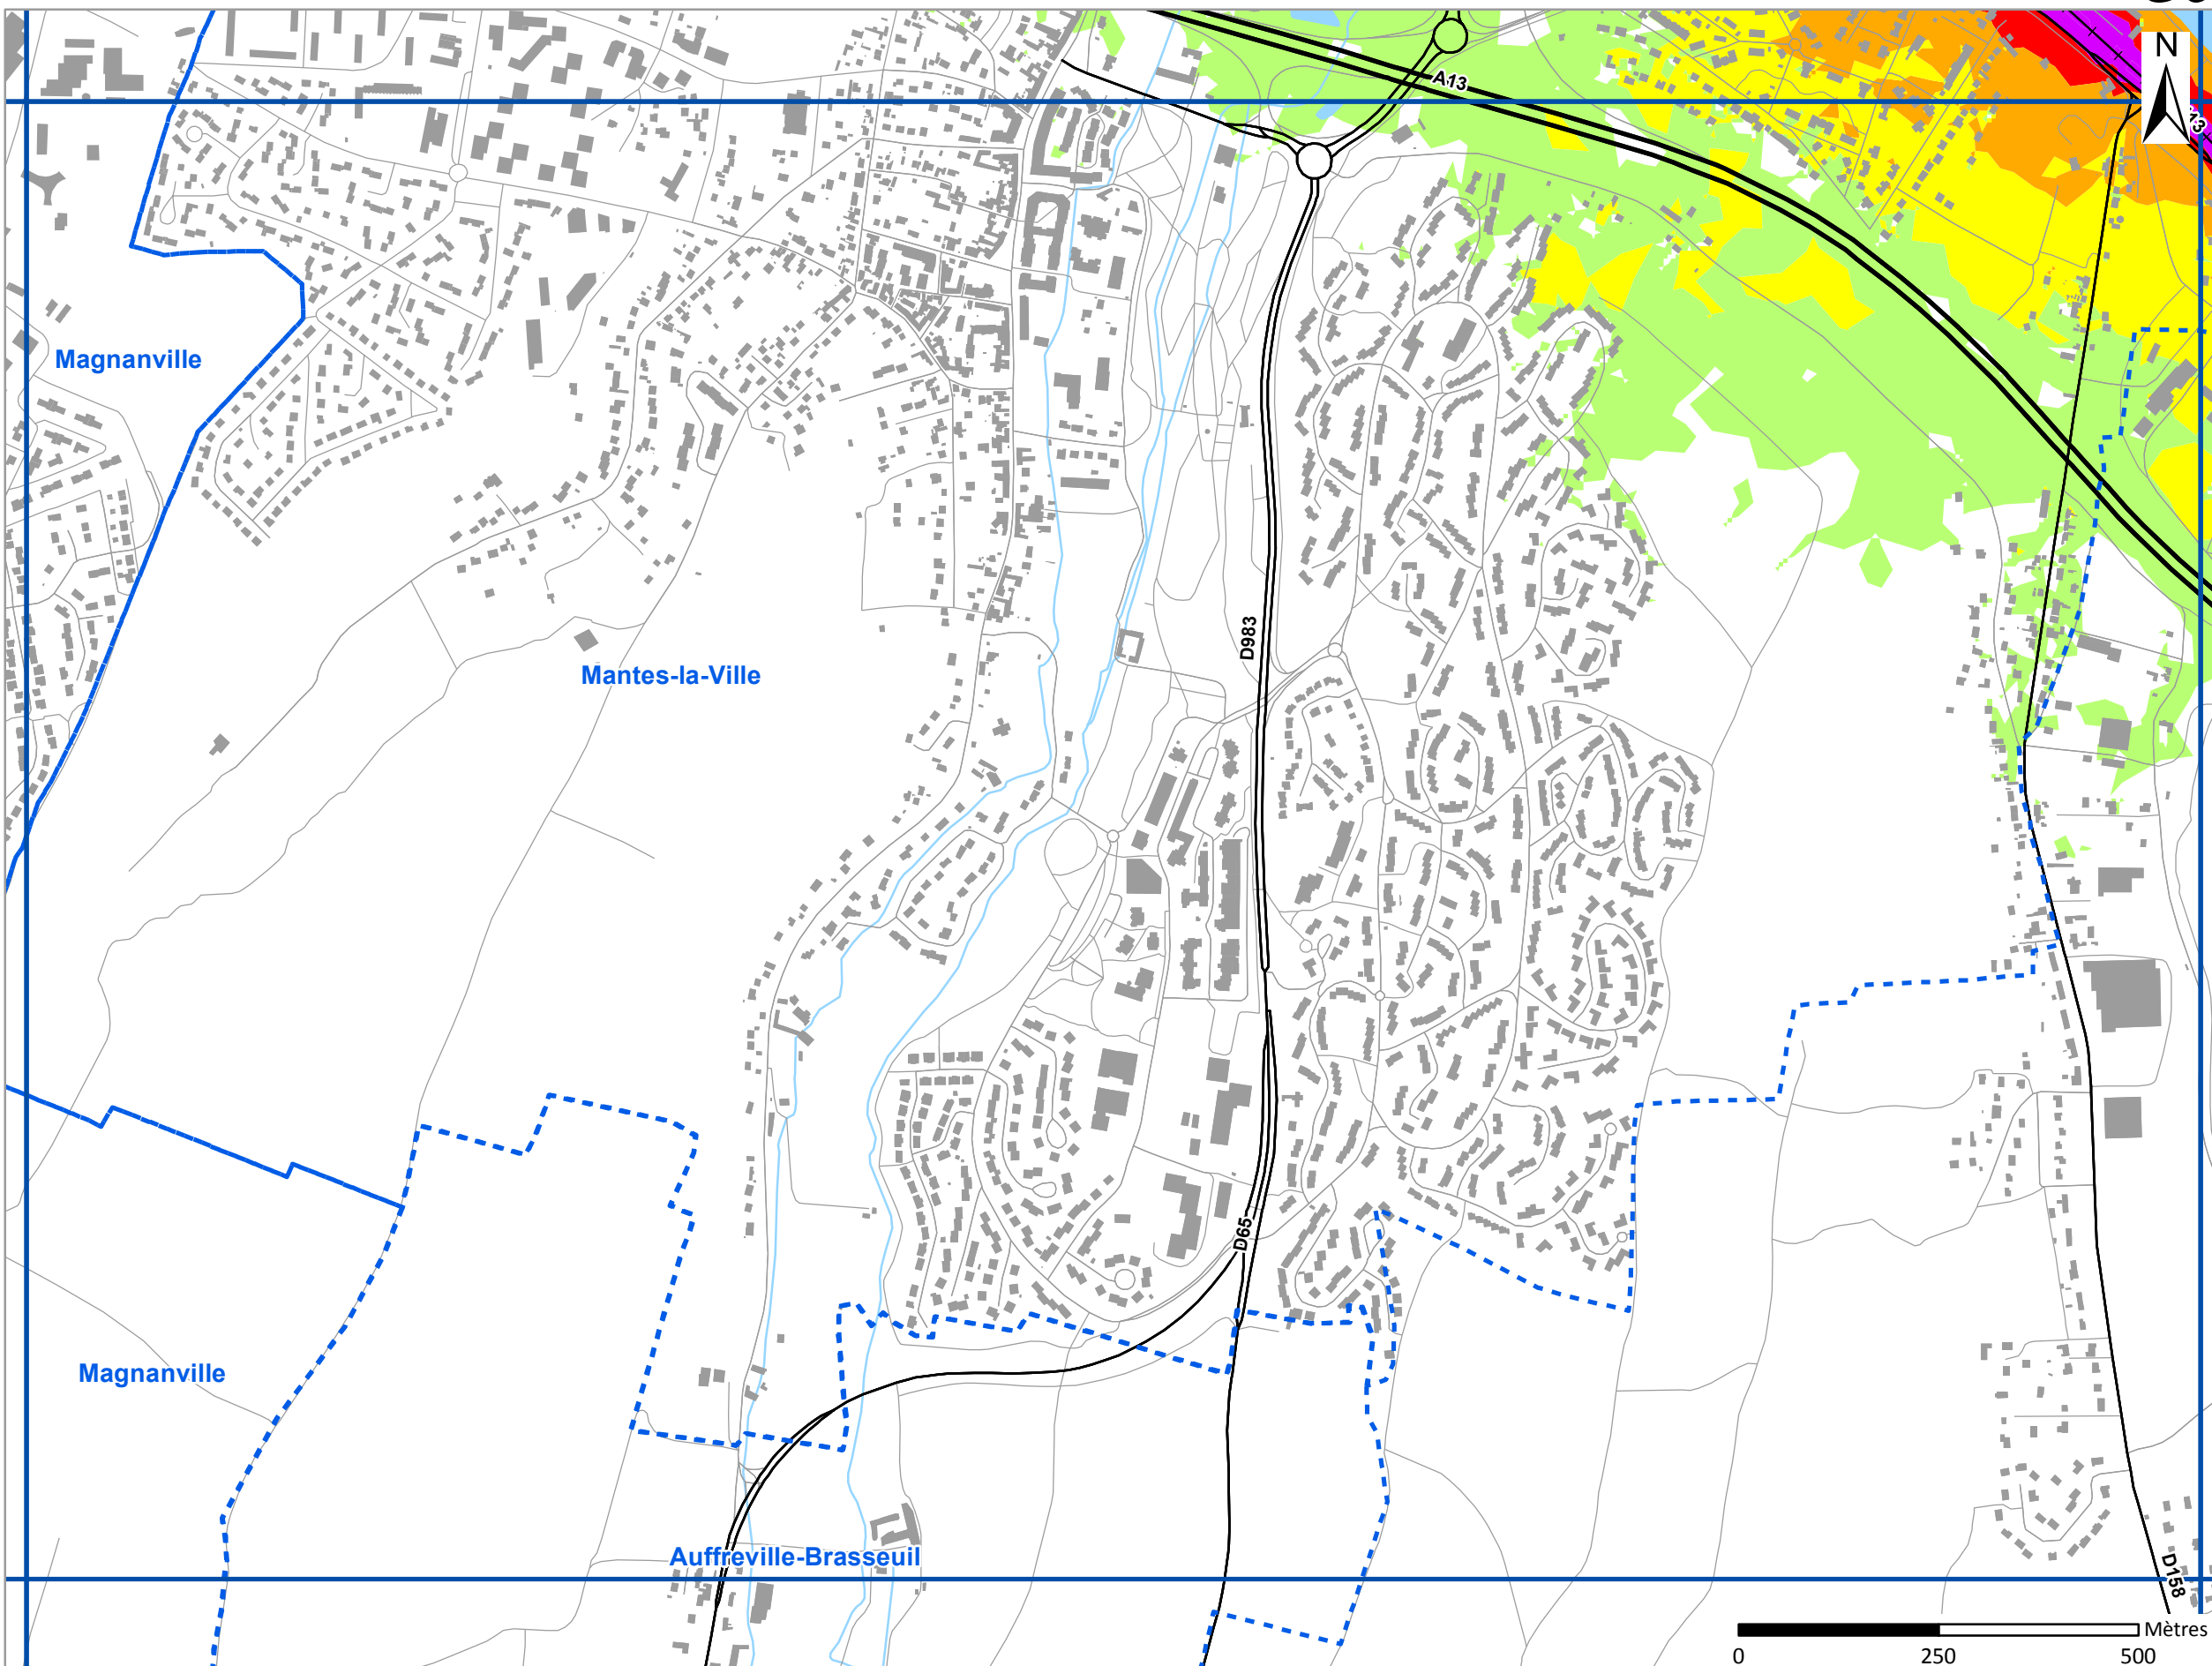 N
A13
Magnanville
D983
Mantes-la-Ville
D65
Magnanville
Auffreville-Brasseuil
D158
Mètres
0 250 500